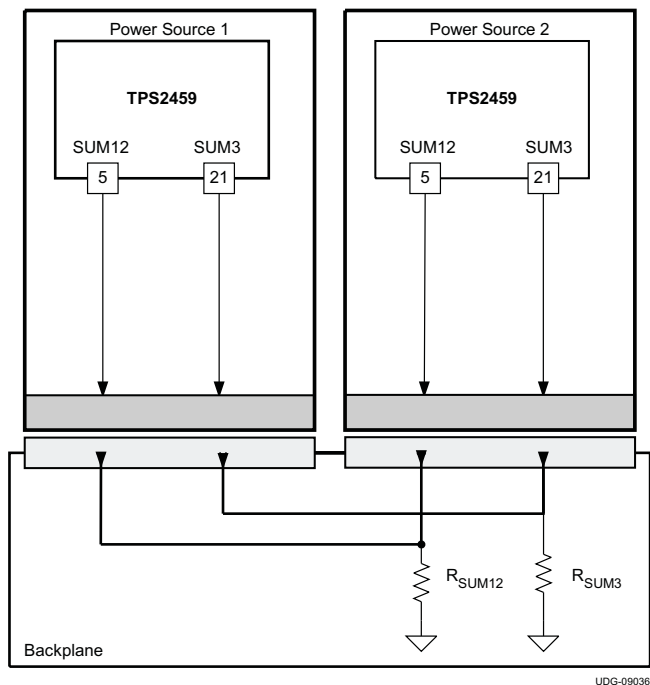 Power Source 1
Power Source 2
TPS2459
TPS2459
SUM12
SUM3
SUM12
SUM3
5
21
5
21
RSUM12
RSUM3
Backplane
UDG-09036